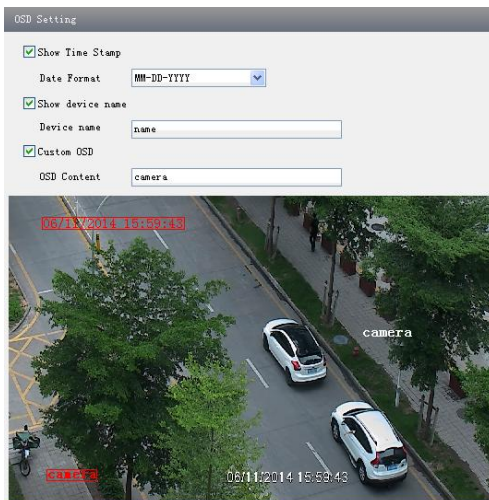 OSD Setting
Show Time Stamp
Date Format MM-DD-YYYY
Show device name
Device name name
Custom OSD
OSD Content camera
06/11/2014 15:59:43
camera
camera 06/11/2014 15:59:43